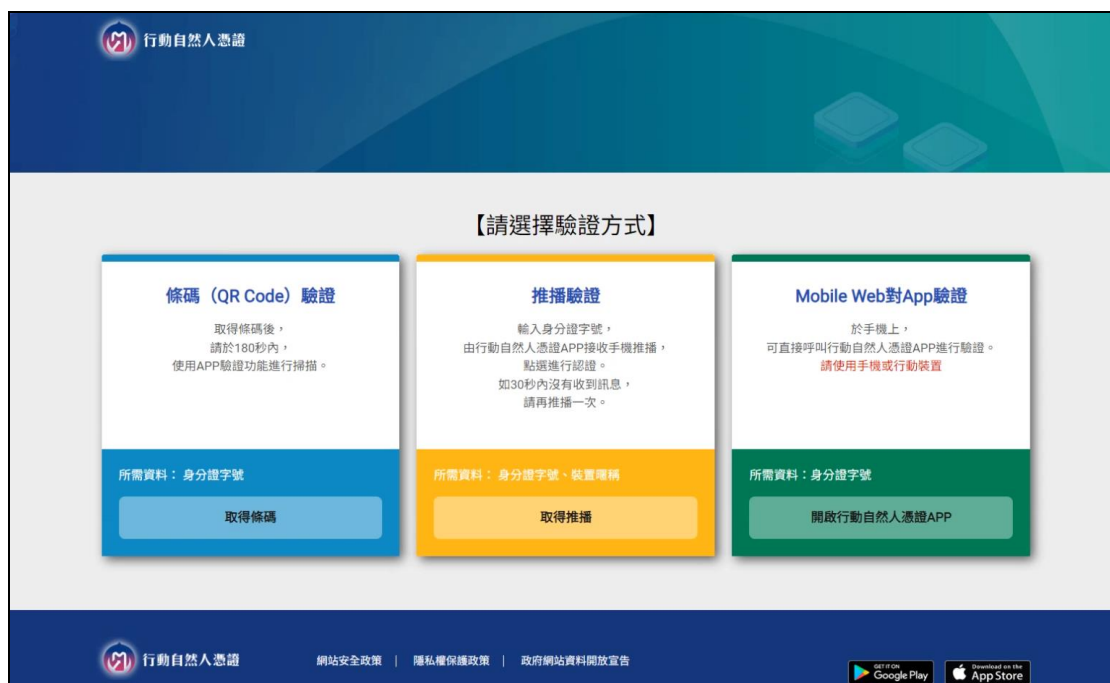 行動自然人憑證
【請選擇驗證方式】
條碼（QR Code）驗證
取得條碼後，
請於180秒內，
使用APP驗證功能進行掃描。
所需資料： 身分證字號
取得條碼
推播驗證
輸入身分證字號，
由行動自然人憑證APP接收手機推播，
點選進行認證。
如30秒內沒有收到訊息，
請再推播一次。
所需資料： 身分證字號、裝置暱稱
取得推播
Mobile Web對App驗證
於手機上，
可直接呼叫行動自然人憑證APP進行驗證。
請使用手機或行動裝置
所需資料：身分證字號
開啟行動自然人憑證APP
行動自然人憑證
網站安全政策 | 隱私權保護政策 | 政府網站資料開放宣告
GET IT ON
Google Play
Download on the
App Store